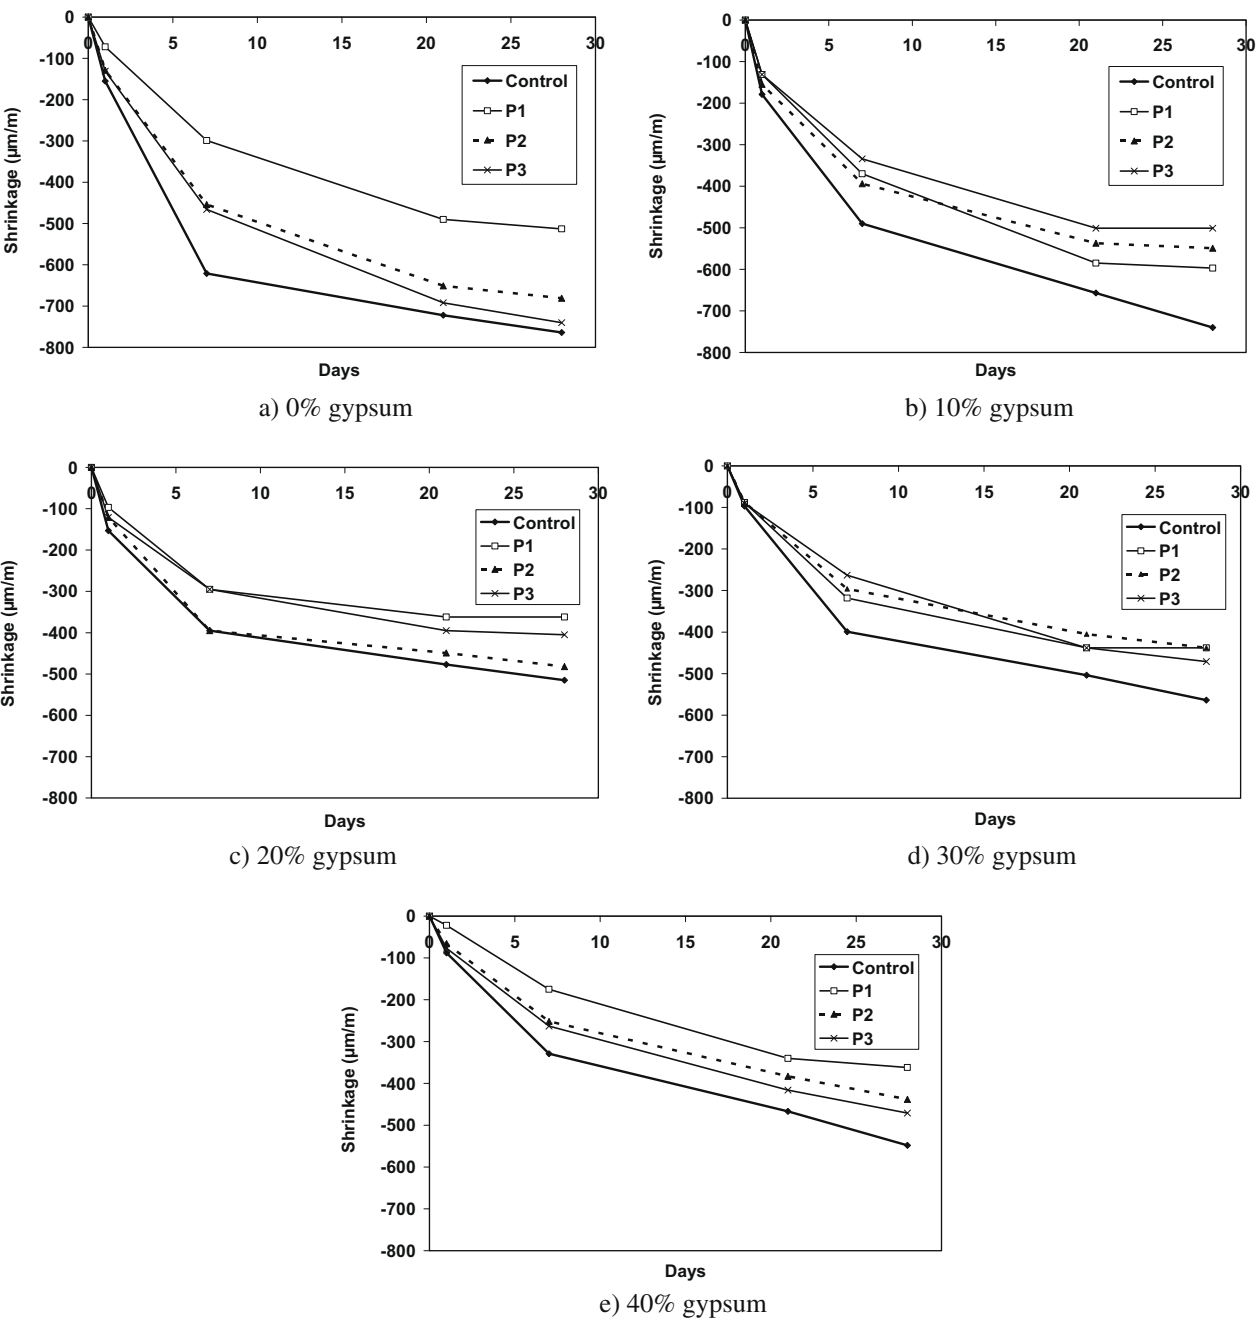 0
0 5 10 15 20 25 30
-100
-200
-300
-400
-500
-600
-700
-800
Shrinkage (µm/m)
Control
P1
P2
P3
Days
a) 0% gypsum
0
0 5 10 15 20 25 30
-100
-200
-300
-400
-500
-600
-700
-800
Shrinkage (µm/m)
Control
P1
P2
P3
Days
b) 10% gypsum
0
0 5 10 15 20 25 30
-100
-200
-300
-400
-500
-600
-700
-800
Shrinkage (µm/m)
Control
P1
P2
P3
Days
c) 20% gypsum
0
0 5 10 15 20 25 30
-100
-200
-300
-400
-500
-600
-700
-800
Shrinkage (µm/m)
Control
P1
P2
P3
Days
d) 30% gypsum
0
0 5 10 15 20 25 30
-100
-200
-300
-400
-500
-600
-700
-800
Shrinkage (µm/m)
Control
P1
P2
P3
Days
e) 40% gypsum